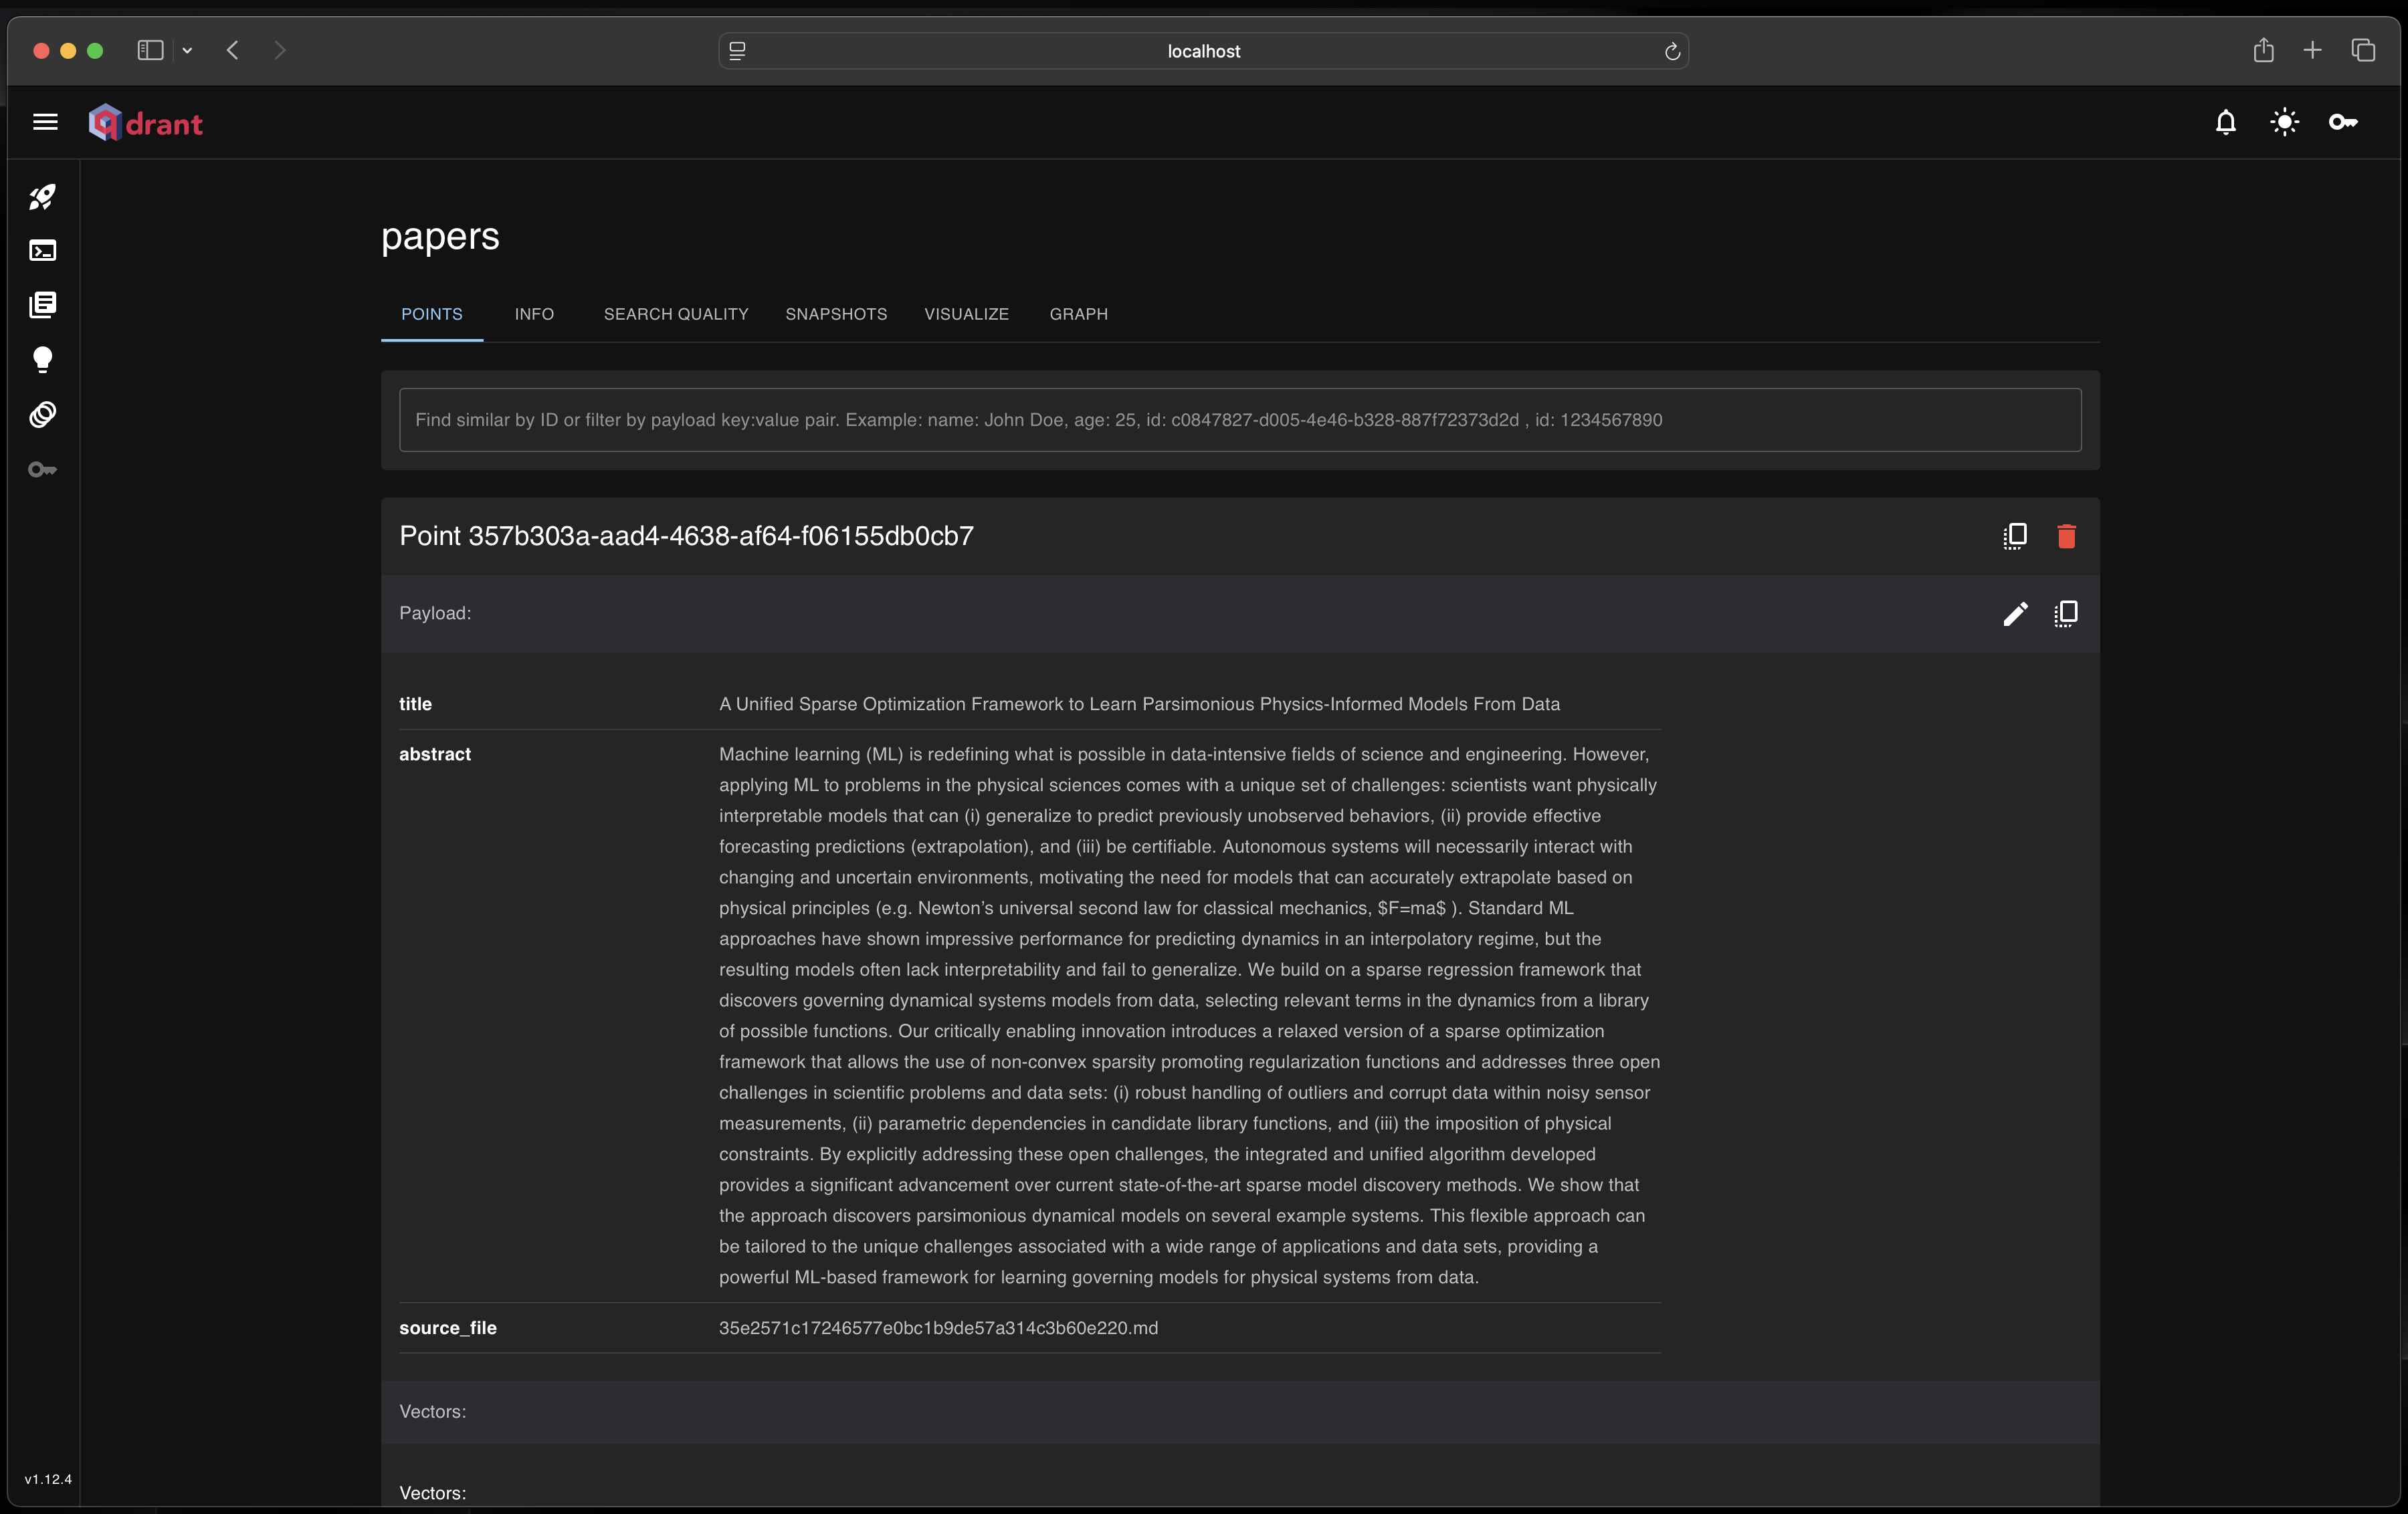 localhost
qdrant
papers
POINTS
INFO
SEARCH QUALITY
SNAPSHOTS
VISUALIZE
GRAPH
Find similar by ID or filter by payload key:value pair. Example: name: John Doe, age: 25, id: c0847827-d005-4e46-b328-887f72373d2d , id: 1234567890
Point 357b303a-aad4-4638-af64-f06155db0cb7
Payload:
title
A Unified Sparse Optimization Framework to Learn Parsimonious Physics-Informed Models From Data
abstract
Machine learning (ML) is redefining what is possible in data-intensive fields of science and engineering. However,
applying ML to problems in the physical sciences comes with a unique set of challenges: scientists want physically
interpretable models that can (i) generalize to predict previously unobserved behaviors, (ii) provide effective
forecasting predictions (extrapolation), and (iii) be certifiable. Autonomous systems will necessarily interact with
changing and uncertain environments, motivating the need for models that can accurately extrapolate based on
physical principles (e.g. Newton’s universal second law for classical mechanics, $F=ma$ ). Standard ML
approaches have shown impressive performance for predicting dynamics in an interpolatory regime, but the
resulting models often lack interpretability and fail to generalize. We build on a sparse regression framework that
discovers governing dynamical systems models from data, selecting relevant terms in the dynamics from a library
of possible functions. Our critically enabling innovation introduces a relaxed version of a sparse optimization
framework that allows the use of non-convex sparsity promoting regularization functions and addresses three open
challenges in scientific problems and data sets: (i) robust handling of outliers and corrupt data within noisy sensor
measurements, (ii) parametric dependencies in candidate library functions, and (iii) the imposition of physical
constraints. By explicitly addressing these open challenges, the integrated and unified algorithm developed
provides a significant advancement over current state-of-the-art sparse model discovery methods. We show that
the approach discovers parsimonious dynamical models on several example systems. This flexible approach can
be tailored to the unique challenges associated with a wide range of applications and data sets, providing a
powerful ML-based framework for learning governing models for physical systems from data.
source_file
35e2571c17246577e0bc1b9de57a314c3b60e220.md
Vectors:
Vectors:
v1.12.4